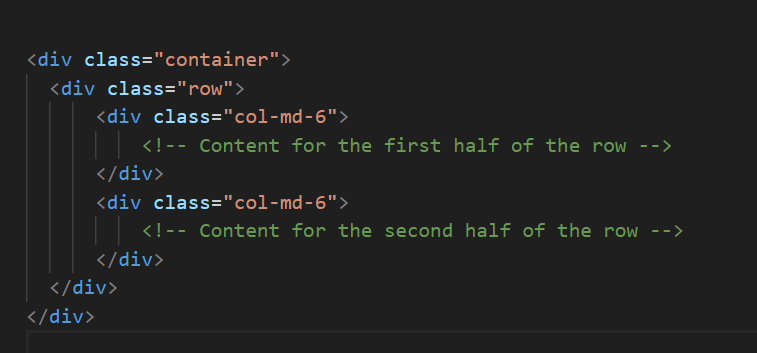 <div class="container">
<div class="row">
<div class="col-md-6">
<!-- Content for the first half of the row -->
</div>
<div class="col-md-6">
<!-- Content for the second half of the row -->
</div>
</div>
</div>